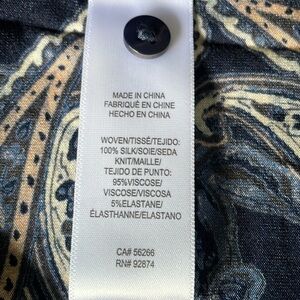 MADE IN CHINA
FABRIQUÉ EN CHINE
HECHO EN CHINA
WOVEN/TISSÉ/TEJIDO:
100% SILK/SOIE/SEDA
KNIT/MAILLE/
TEJIDO DE PUNTO:
95%VISCOSE/
VISCOSE/VISCOSA
5%ELASTANE/
ÉLASTHANNE/ELASTANO
CA# 56266
RN# 92874